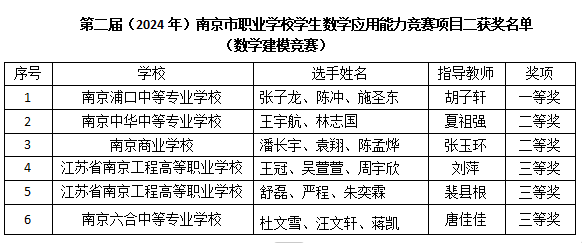 第二届（2024 年）南京市职业学校学生数学应用能力竞赛项目二获奖名单
（数学建模竞赛）
序号 学校 选手姓名 指导教师 奖项
1 南京浦口中等专业学校 张子龙、陈冲、施圣东 胡子轩 一等奖
2 南京中华中等专业学校 王宇航、林志国 夏祖强 二等奖
3 南京商业学校 潘长宇、袁翔、陈孟烨 张玉环 二等奖
4 江苏省南京工程高等职业学校 王冠、吴萱萱、周宇欣 刘萍 三等奖
5 江苏省南京工程高等职业学校 舒磊、严程、朱奕霖 裴县根 三等奖
6 南京六合中等专业学校 杜文雪、汪文轩、蒋凯 唐佳佳 三等奖